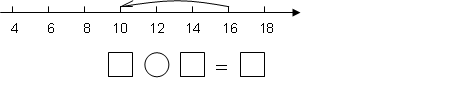 4 6 8 10 12 14 16 18
□ ○ □ = □